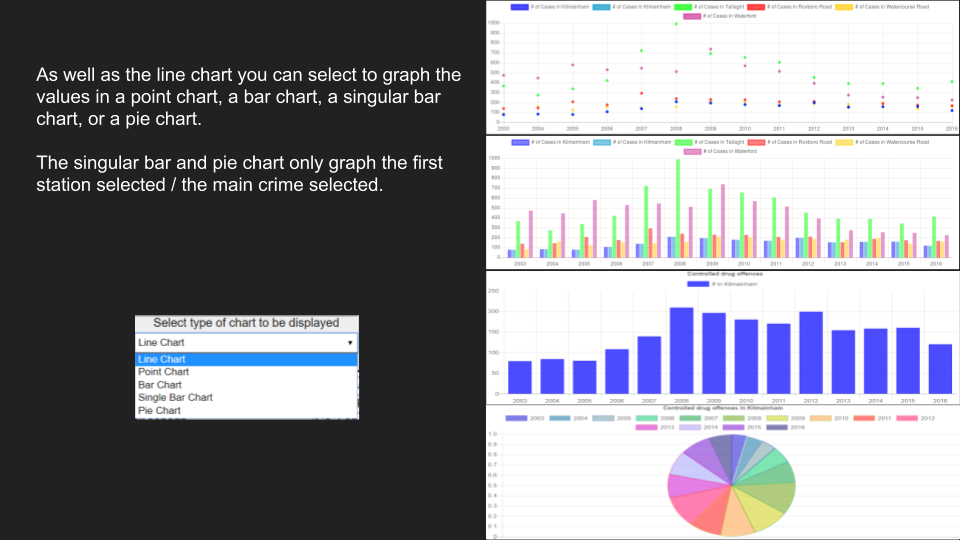 As well as the line chart you can select to graph the
values in a point chart, a bar chart, a singular bar
chart, or a pie chart.
The singular bar and pie chart only graph the first
station selected / the main crime selected.
Select type of chart to be displayed
Line Chart
Line Chart
Point Chart
Bar Chart
Single Bar Chart
Pie Chart
# of Cases in Kilmainham # of Cases in Kilmainham # of Cases in Tallaght # of Cases in Roxboro Road # of Cases in Watercourse Road
# of Cases in Waterford
1000
900
800
700
600
500
400
300
200
100
0
2003 2004 2005 2006 2007 2008 2009 2010 2011 2012 2013 2014 2015 2016
# of Cases in Kilmainham # of Cases in Kilmainham # of Cases in Tallaght # of Cases in Roxboro Road # of Cases in Watercourse Road
# of Cases in Waterford
1000
900
800
700
600
500
400
300
200
100
0
2003 2004 2005 2006 2007 2008 2009 2010 2011 2012 2013 2014 2015 2016
Controlled drug offences
# in Kilmainham
250
200
150
100
50
0
2003 2004 2005 2006 2007 2008 2009 2010 2011 2012 2013 2014 2015 2016
Controlled drug offences in Kilmainham
2003 2004 2005 2006 2007 2008 2009 2010 2011 2012
2013 2014 2015 2016
1.0
0.9
0.8
0.7
0.6
0.5
0.4
0.3
0.2
0.1
0